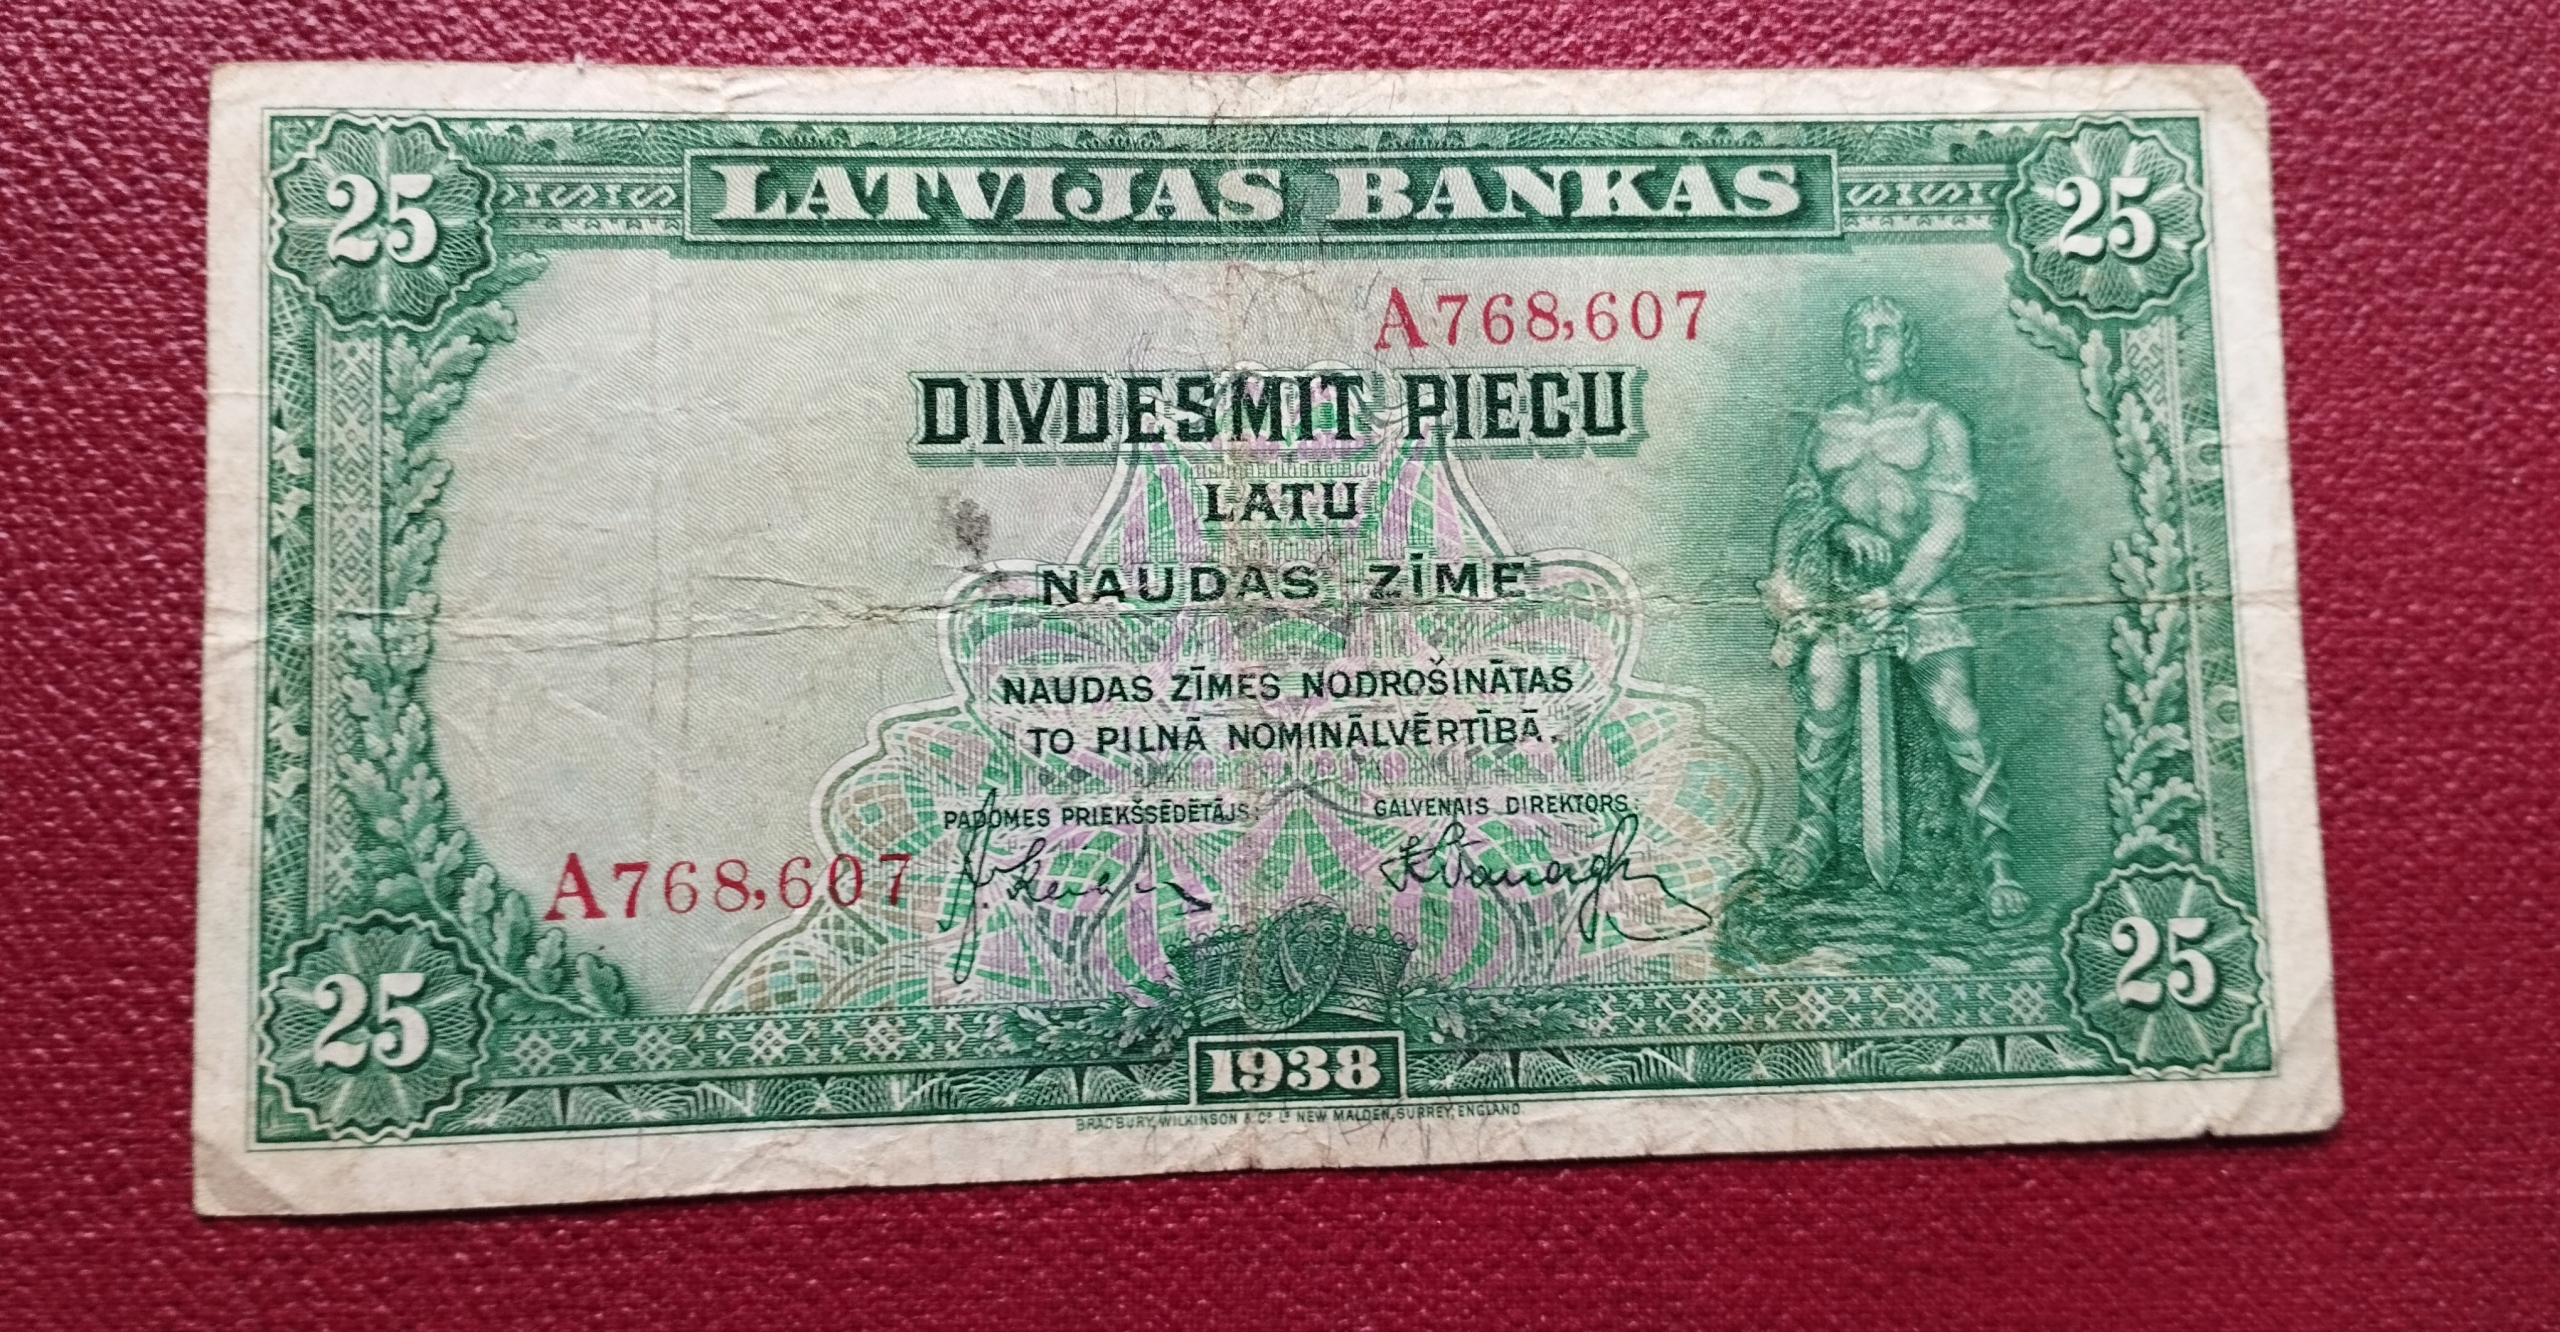 25 LATVIJAS BANKAS 25
A768,607
DIVDESMIT PIECU
LATU
NAUDAS ZĪME
NAUDAS ZĪMES NODROŠINĀTAS
TO PILNĀ NOMINĀLVĒRTĪBĀ.
PADOMES PRIEKŠSĒDĒTĀJS: GALVENAIS DIREKTORS:
A768,607
25 25
1938
BRADBURY, WILKINSON & Cº Lᴰ NEW MALDEN, SURREY, ENGLAND.